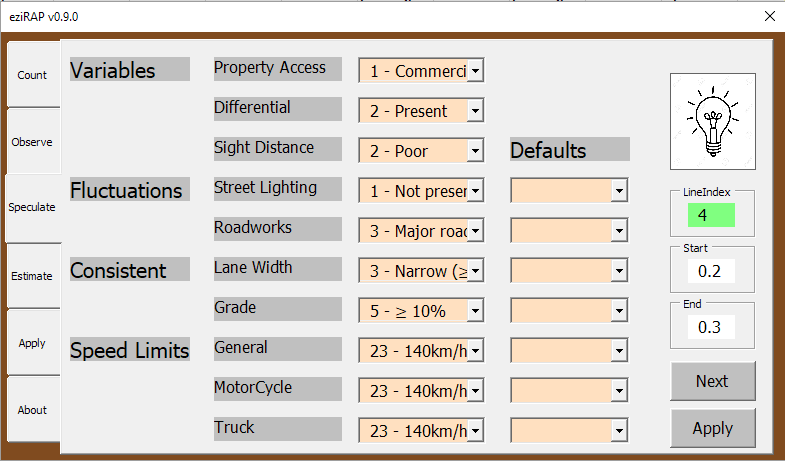 eziRAP v0.9.0
Count
Observe
Speculate
Estimate
Apply
About
Variables
Property Access
1 - Commerci
Differential
2 - Present
Sight Distance
2 - Poor
Defaults
Fluctuations
Street Lighting
1 - Not presen
Roadworks
3 - Major road
Consistent
Lane Width
3 - Narrow (≥
Grade
5 - ≥ 10%
Speed Limits
General
23 - 140km/h
MotorCycle
23 - 140km/h
Truck
23 - 140km/h
LineIndex
4
Start
0.2
End
0.3
Next
Apply